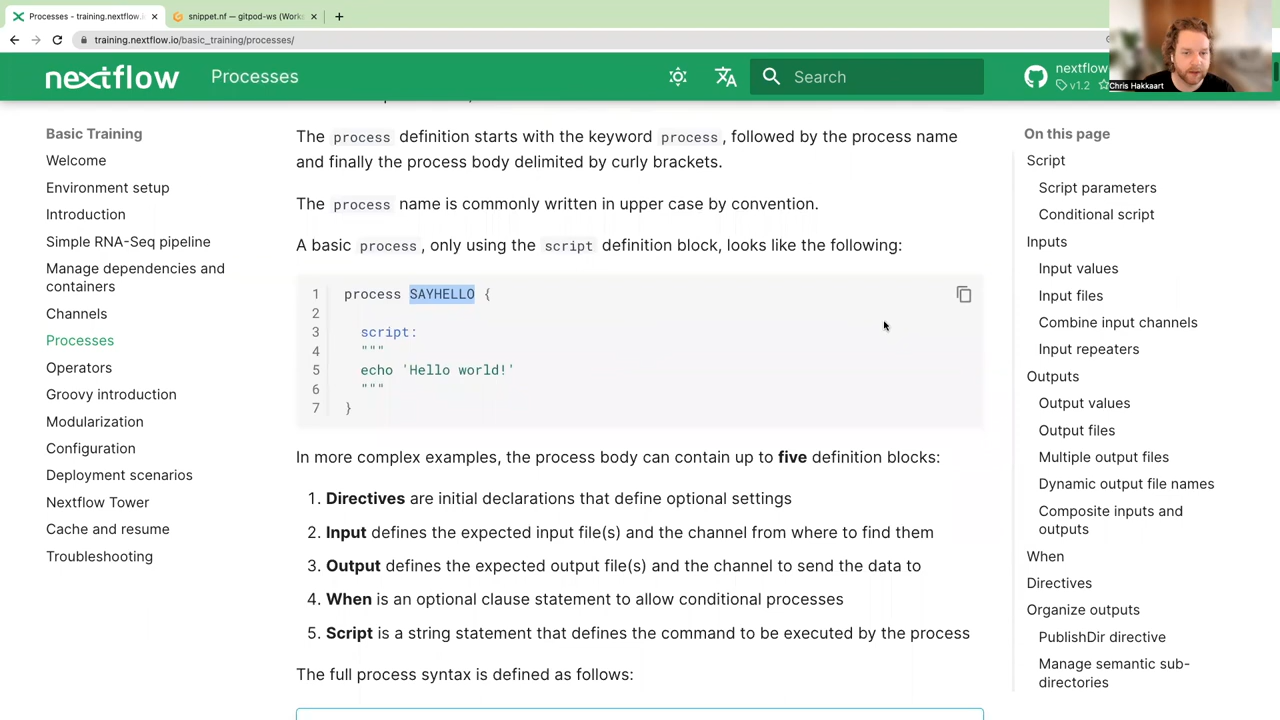 Processes - training.nextflow.i
snippet.nf — gitpod-ws (Works
training.nextflow.io/basic_training/processes/
nextflow
Processes
Search
nextflow
v1.2
Chris Hakkaart
Basic Training
Welcome
Environment setup
Introduction
Simple RNA-Seq pipeline
Manage dependencies and
containers
Channels
Processes
Operators
Groovy introduction
Modularization
Configuration
Deployment scenarios
Nextflow Tower
Cache and resume
Troubleshooting
The process definition starts with the keyword process, followed by the process name
and finally the process body delimited by curly brackets.
The process name is commonly written in upper case by convention.
A basic process, only using the script definition block, looks like the following:
1 process SAYHELLO {
2
3 script:
4 """
5 echo 'Hello world!'
6 """
7 }
In more complex examples, the process body can contain up to five definition blocks:
1. Directives are initial declarations that define optional settings
2. Input defines the expected input file(s) and the channel from where to find them
3. Output defines the expected output file(s) and the channel to send the data to
4. When is an optional clause statement to allow conditional processes
5. Script is a string statement that defines the command to be executed by the process
The full process syntax is defined as follows:
On this page
Script
Script parameters
Conditional script
Inputs
Input values
Input files
Combine input channels
Input repeaters
Outputs
Output values
Output files
Multiple output files
Dynamic output file names
Composite inputs and
outputs
When
Directives
Organize outputs
PublishDir directive
Manage semantic sub-
directories